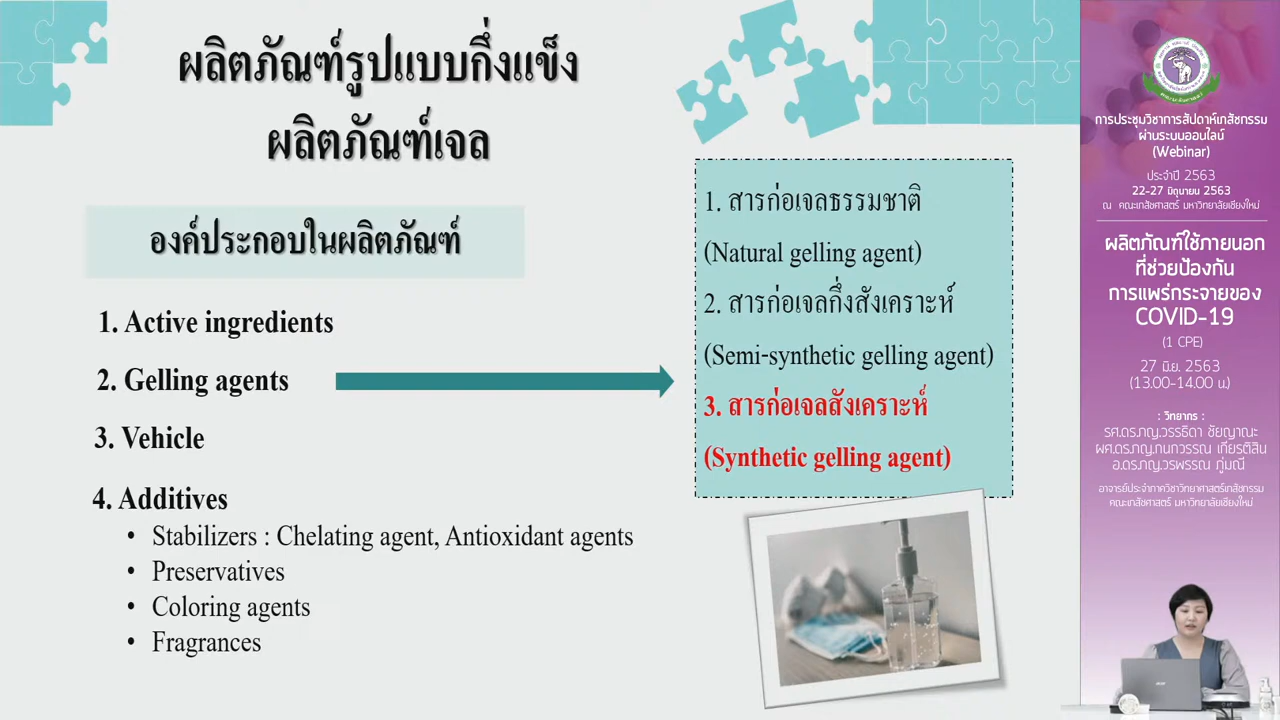 ผลิตภัณฑ์รูปแบบกึ่งแข็ง
ผลิตภัณฑ์เจล
องค์ประกอบในผลิตภัณฑ์
1. Active ingredients
2. Gelling agents
3. Vehicle
4. Additives
• Stabilizers : Chelating agent, Antioxidant agents
• Preservatives
• Coloring agents
• Fragrances
1. สารก่อเจลธรรมชาติ
(Natural gelling agent)
2. สารก่อเจลกึ่งสังเคราะห์
(Semi-synthetic gelling agent)
3. สารก่อเจลสังเคราะห์
(Synthetic gelling agent)
การประชุมวิชาการสัปดาห์เภสัชกรรม
ผ่านระบบออนไลน์
(Webinar)
ประจำปี 2563
22-27 มิถุนายน 2563
ณ คณะเภสัชศาสตร์ มหาวิทยาลัยเชียงใหม่
ผลิตภัณฑ์ใช้ภายนอก
ที่ช่วยป้องกัน
การแพร่กระจายของ
COVID-19
(1 CPE)
27 มิ.ย. 2563
(13.00-14.00 น.)
: วิทยากร :
รศ.ดร.ภญ.วรรธิดา ชัยญาณะ
ผศ.ดร.ภญ.กนกวรรณ เกียรติสิน
อ.ดร.ภญ.วรพรรณ ภู่มณี
อาจารย์ประจำภาควิชาวิทยาศาสตร์เภสัชกรรม
คณะเภสัชศาสตร์ มหาวิทยาลัยเชียงใหม่
acer